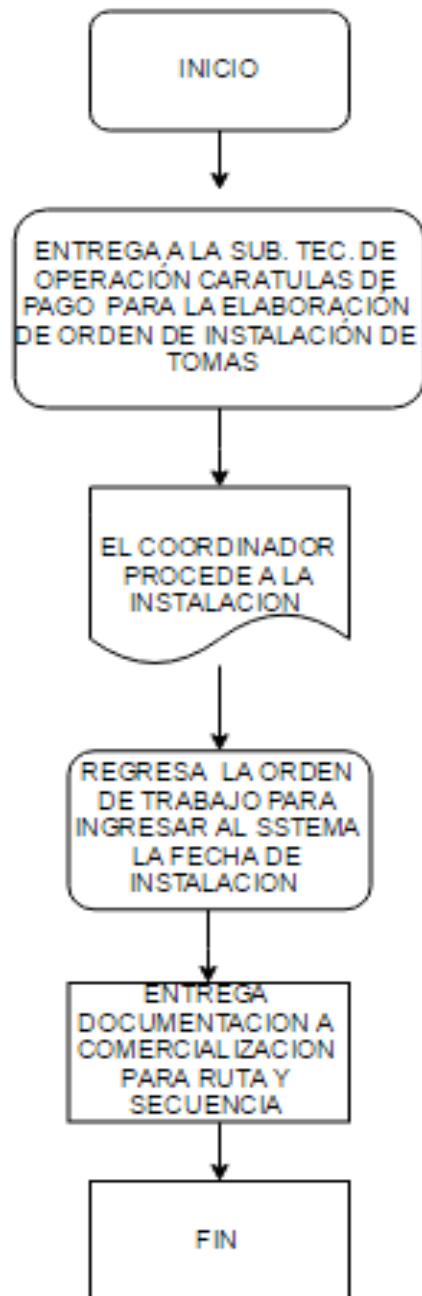 INICIO
ENTREGA A LA SUB. TEC. DE
OPERACIÓN CARATULAS DE
PAGO PARA LA ELABORACIÓN
DE ORDEN DE INSTALACIÓN DE
TOMAS
EL COORDINADOR
PROCEDE A LA
INSTALACION
REGRESA LA ORDEN
DE TRABAJO PARA
INGRESAR AL SSTEMA
LA FECHA DE
INSTALACION
ENTREGA
DOCUMENTACION A
COMERCIALIZACION
PARA RUTA Y
SECUENCIA
FIN